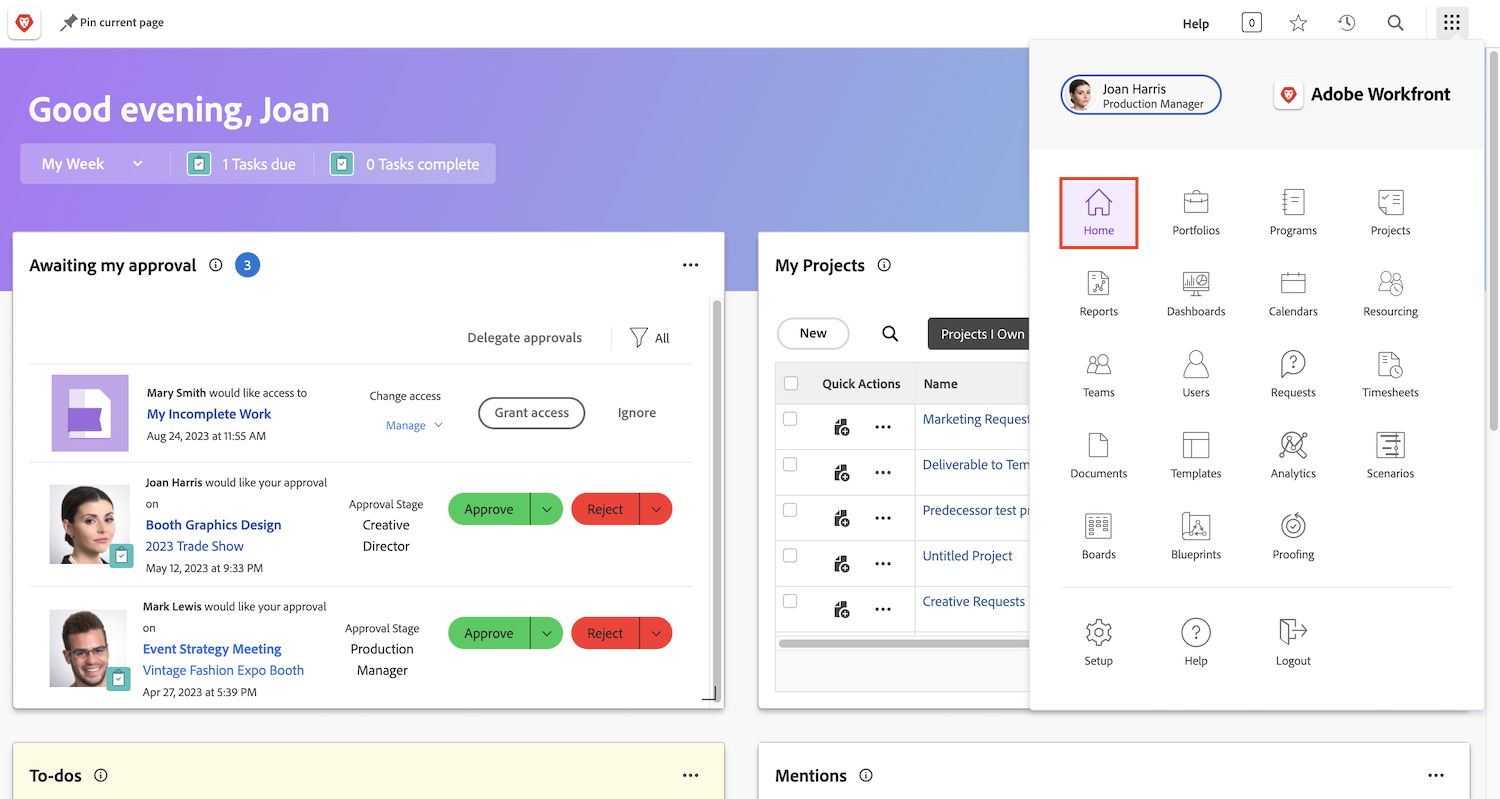 Pin current page
Help
0
Good evening, Joan
My Week
1 Tasks due
0 Tasks complete
Awaiting my approval
3
Delegate approvals
All
Mary Smith would like access to
My Incomplete Work
Aug 24, 2023 at 11:55 AM
Change access
Manage
Grant access
Ignore
Joan Harris would like your approval
on
Booth Graphics Design
2023 Trade Show
May 12, 2023 at 9:33 PM
Approval Stage
Creative
Director
Approve
Reject
Mark Lewis would like your approval
on
Event Strategy Meeting
Vintage Fashion Expo Booth
Apr 27, 2023 at 5:39 PM
Approval Stage
Production
Manager
Approve
Reject
My Projects
New
Projects I Own
Quick Actions
Name
Marketing Request
Deliverable to Tem
Predecessor test p
Untitled Project
Creative Requests
Joan Harris
Production Manager
Adobe Workfront
Home
Portfolios
Programs
Projects
Reports
Dashboards
Calendars
Resourcing
Teams
Users
Requests
Timesheets
Documents
Templates
Analytics
Scenarios
Boards
Blueprints
Proofing
Setup
Help
Logout
To-dos
Mentions